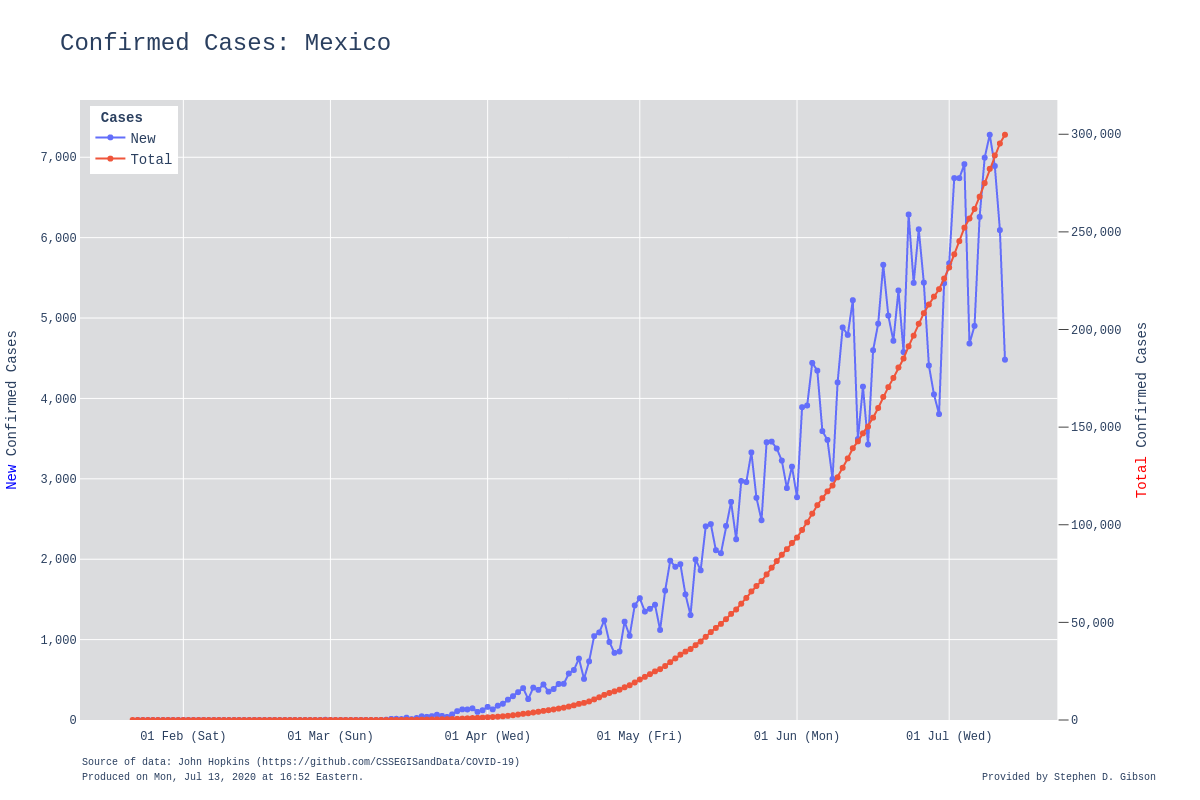 Confirmed Cases: Mexico
Cases
New
Total
7,000
6,000
5,000
4,000
3,000
2,000
1,000
0
New Confirmed Cases
300,000
250,000
200,000
150,000
100,000
50,000
0
Total Confirmed Cases
01 Feb (Sat) 01 Mar (Sun) 01 Apr (Wed) 01 May (Fri) 01 Jun (Mon) 01 Jul (Wed)
Source of data: John Hopkins (https://github.com/CSSEGISandData/COVID-19)
Produced on Mon, Jul 13, 2020 at 16:52 Eastern.
Provided by Stephen D. Gibson